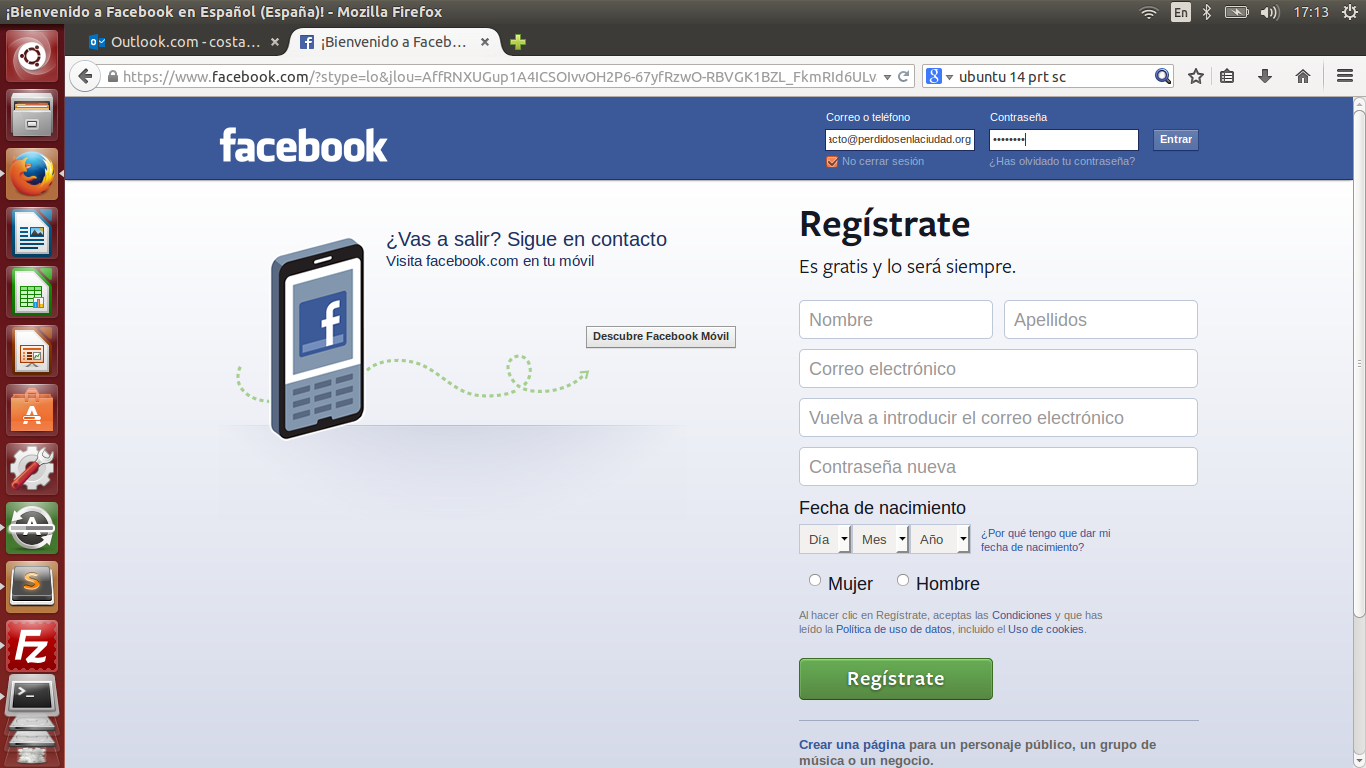 ¡Bienvenido a Facebook en Español (España)! - Mozilla Firefox
En
17:13
Outlook.com - costa...
¡Bienvenido a Faceb...
https://www.facebook.com/?stype=lo&jlou=AffRNXUGup1A4ICSOIvvOH2P6-67yfRzwO-RBVGK1BZL_FkmRId6ULv
ubuntu 14 prt sc
facebook
Correo o teléfono
Contraseña
acto@perdidosenlaciudad.org
••••••••
Entrar
No cerrar sesión
¿Has olvidado tu contraseña?
¿Vas a salir? Sigue en contacto
Visita facebook.com en tu móvil
Descubre Facebook Móvil
Regístrate
Es gratis y lo será siempre.
Nombre
Apellidos
Correo electrónico
Vuelva a introducir el correo electrónico
Contraseña nueva
Fecha de nacimiento
Día
Mes
Año
¿Por qué tengo que dar mi
fecha de nacimiento?
Mujer
Hombre
Al hacer clic en Regístrate, aceptas las Condiciones y que has
leído la Política de uso de datos, incluido el Uso de cookies.
Regístrate
Crear una página para un personaje público, un grupo de
música o un negocio.